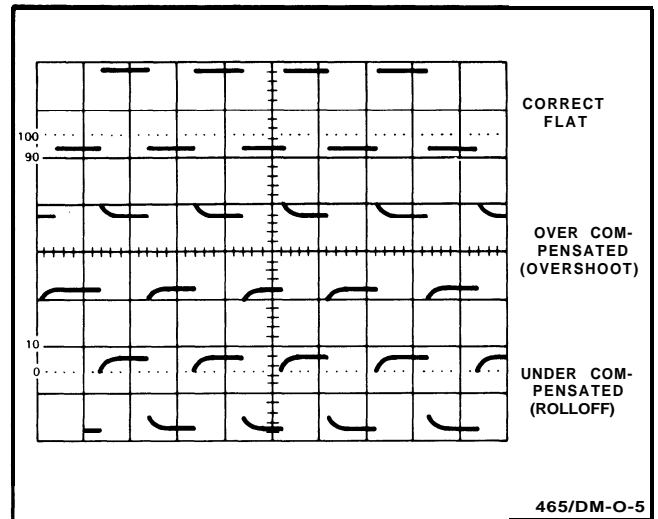 CORRECT
FLAT
100
90
OVER COM-
PENSATED
(OVERSHOOT)
10
0
UNDER COM-
PENSATED
(ROLLOFF)
465/DM-O-5